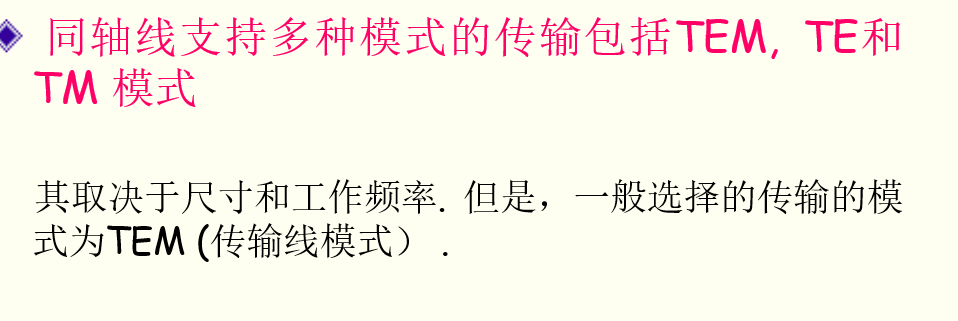 同轴线支持多种模式的传输包括TEM, TE和
TM 模式
其取决于尺寸和工作频率. 但是，一般选择的传输的模
式为TEM (传输线模式） .